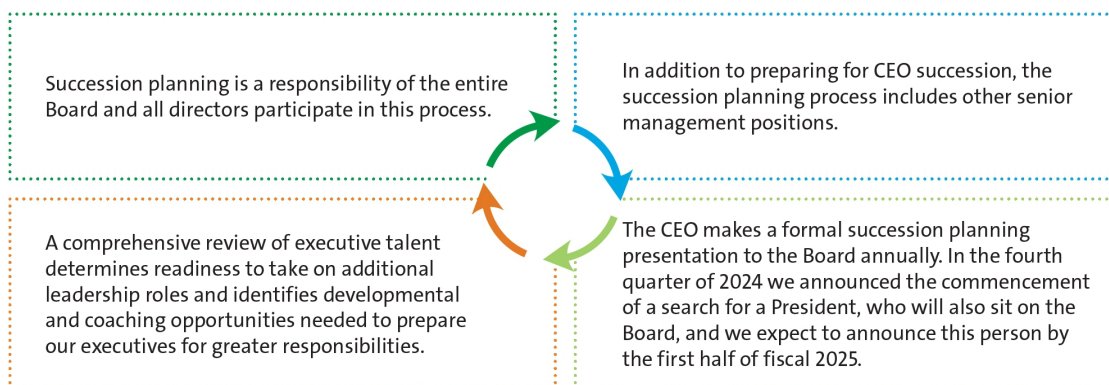 Succession planning is a responsibility of the entire
Board and all directors participate in this process.
In addition to preparing for CEO succession, the
succession planning process includes other senior
management positions.
A comprehensive review of executive talent
determines readiness to take on additional
leadership roles and identifies developmental
and coaching opportunities needed to prepare
our executives for greater responsibilities.
The CEO makes a formal succession planning
presentation to the Board annually. In the fourth
quarter of 2024 we announced the commencement
of a search for a President, who will also sit on the
Board, and we expect to announce this person by
the first half of fiscal 2025.